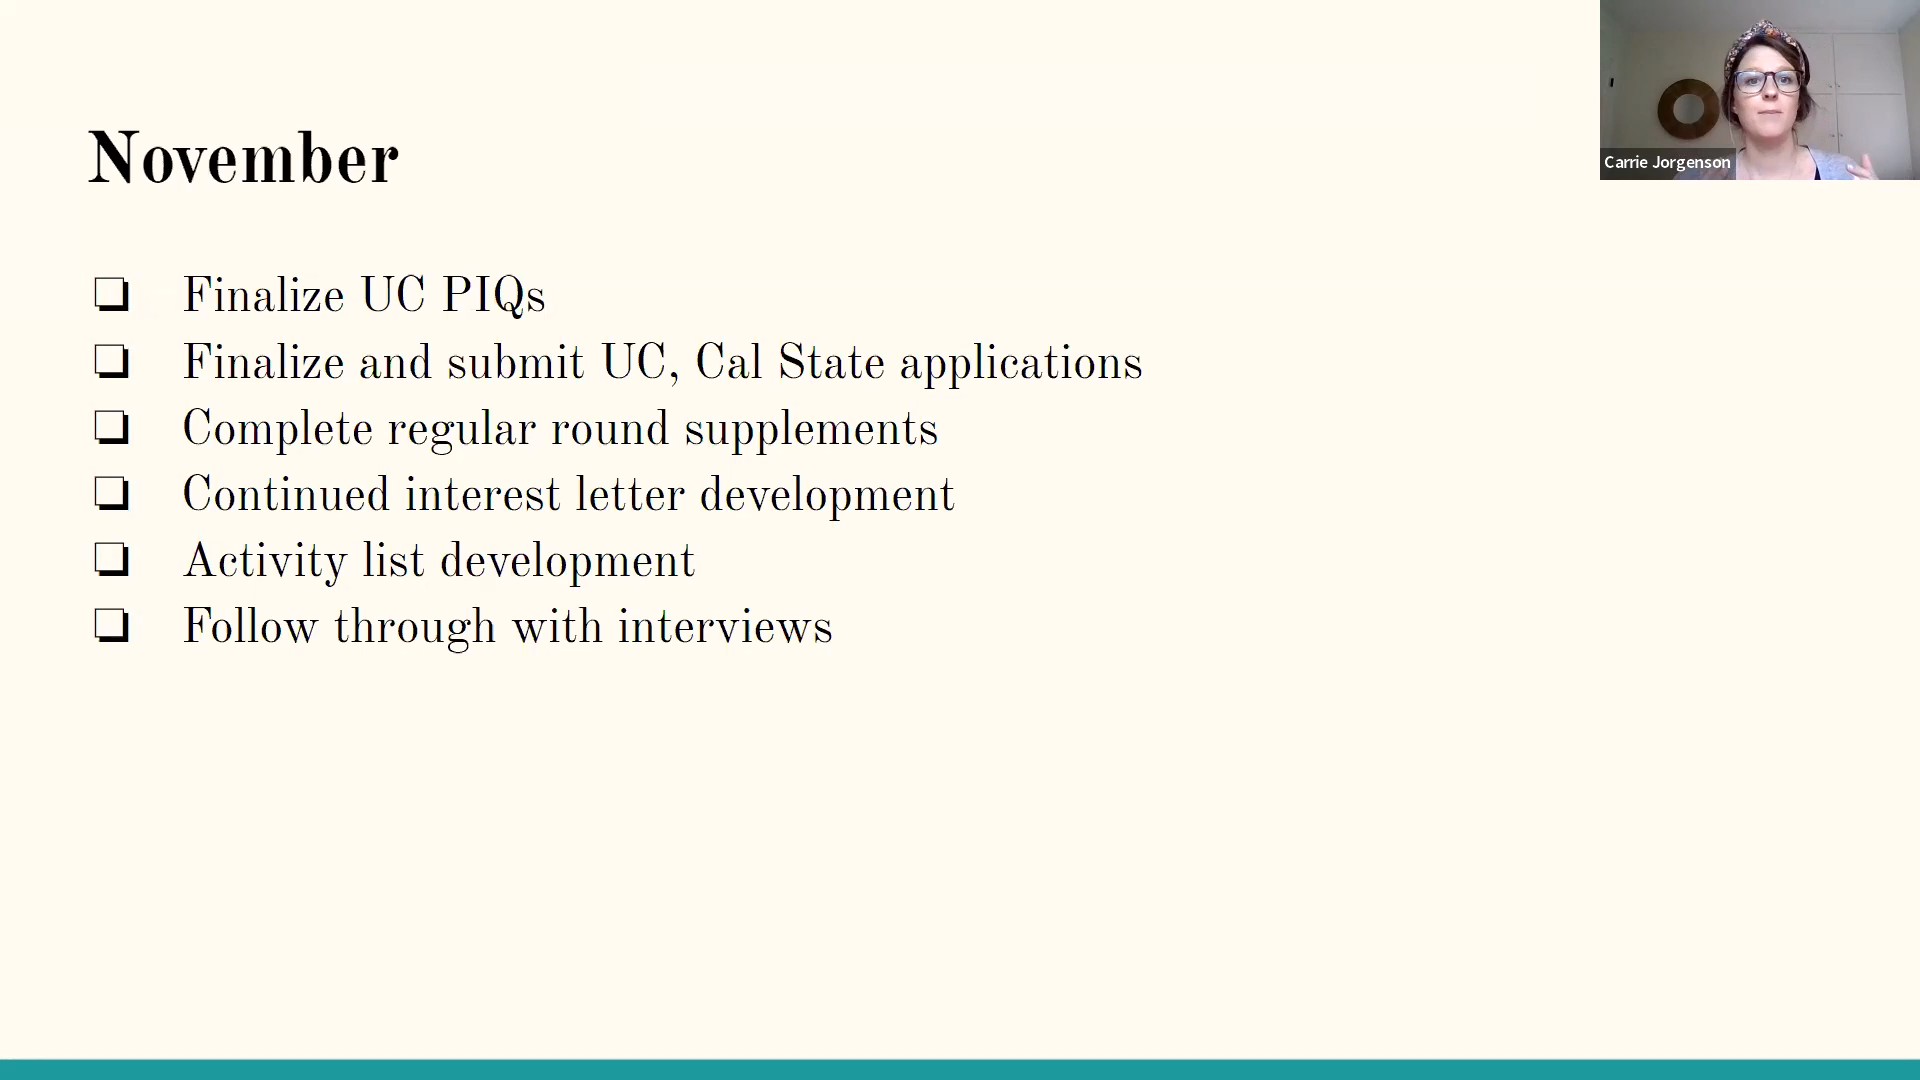 November
❏ Finalize UC PIQs
❏ Finalize and submit UC, Cal State applications
❏ Complete regular round supplements
❏ Continued interest letter development
❏ Activity list development
❏ Follow through with interviews
Carrie Jorgenson